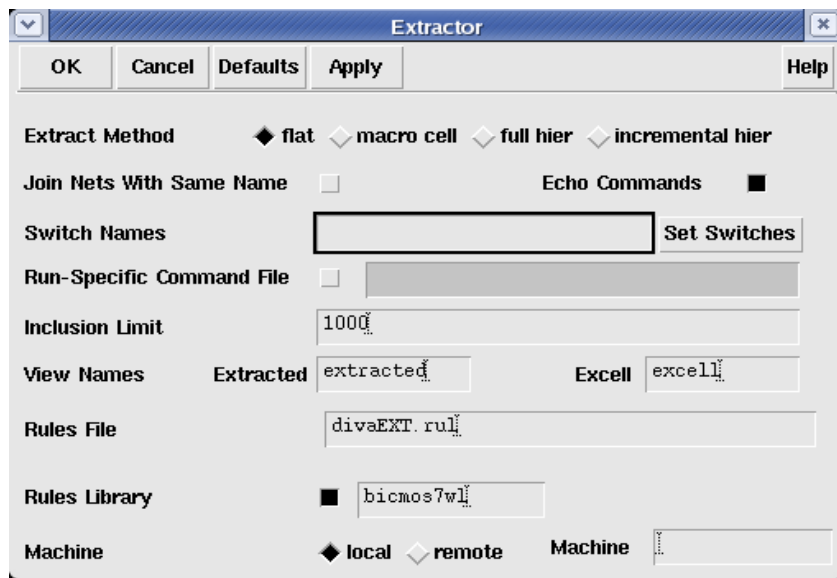 Extractor
OK Cancel Defaults Apply Help
Extract Method flat macro cell full hier incremental hier
Join Nets With Same Name Echo Commands
Switch Names Set Switches
Run-Specific Command File
Inclusion Limit 1000
View Names Extracted extracted Excell excell
Rules File divaEXT.rul
Rules Library bicmos7wl
Machine local remote Machine